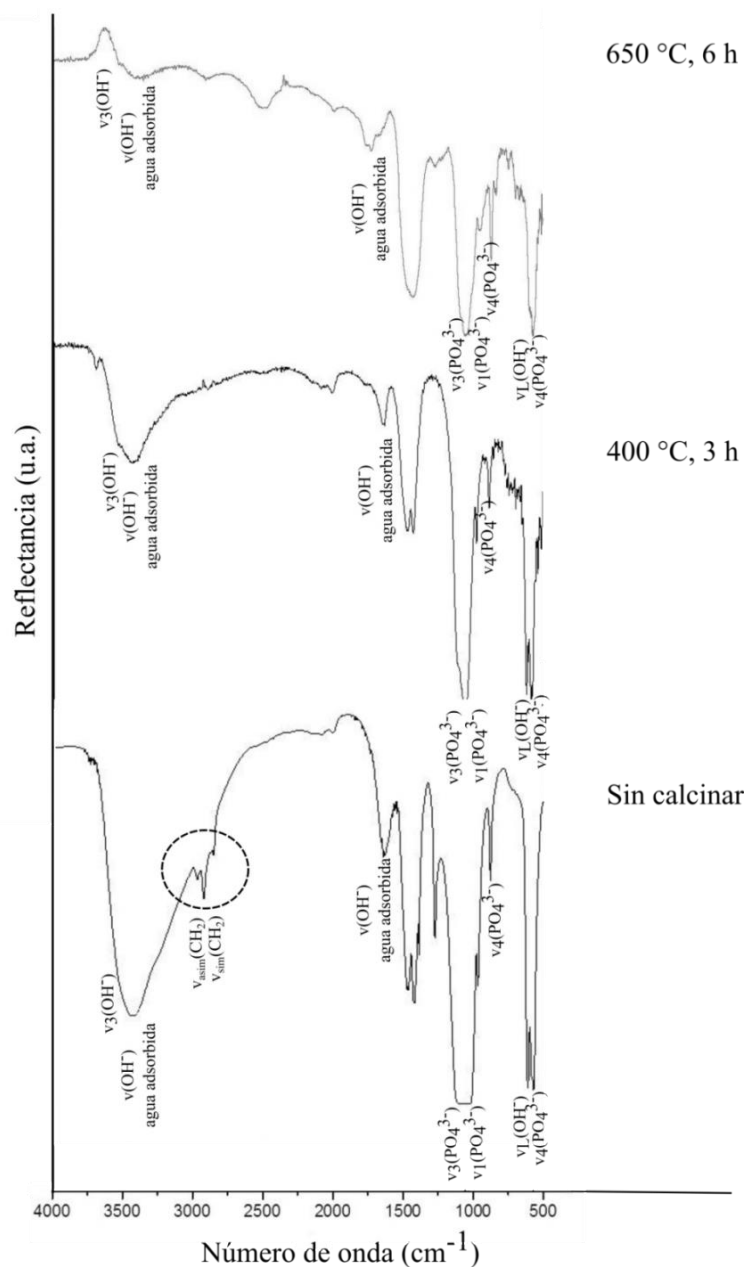 650 °C, 6 h
ν3(OH⁻)
ν(OH⁻)
agua adsorbida
ν(OH⁻)
agua adsorbida
ν3(PO4³⁻)
ν1(PO4³⁻)
ν4(PO4³⁻)
νL(OH⁻)
ν4(PO4³⁻)
400 °C, 3 h
ν3(OH⁻)
ν(OH⁻)
agua adsorbida
ν(OH⁻)
agua adsorbida
ν3(PO4³⁻)
ν1(PO4³⁻)
ν4(PO4³⁻)
νL(OH⁻)
ν4(PO4³⁻)
Reflectancia (u.a.)
Sin calcinar
ν3(OH⁻)
ν(OH⁻)
agua adsorbida
νasim(CH2)
νsim(CH2)
ν(OH⁻)
agua adsorbida
ν3(PO4³⁻)
ν1(PO4³⁻)
ν4(PO4³⁻)
νL(OH⁻)
ν4(PO4³⁻)
4000 3500 3000 2500 2000 1500 1000 500
Número de onda (cm⁻¹)